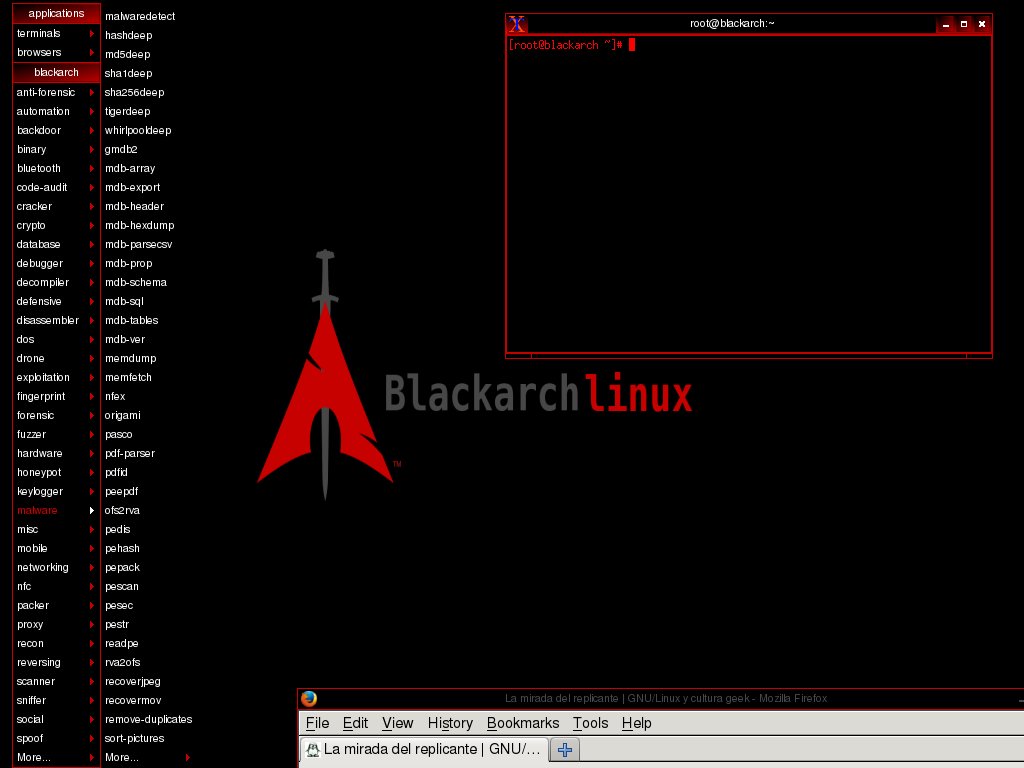 applications
terminals
browsers
blackarch
anti-forensic
automation
backdoor
binary
bluetooth
code-audit
cracker
crypto
database
debugger
decompiler
defensive
disassembler
dos
drone
exploitation
fingerprint
forensic
fuzzer
hardware
honeypot
keylogger
malware
misc
mobile
networking
nfc
packer
proxy
recon
reversing
scanner
sniffer
social
spoof
More...
malwaredetect
hashdeep
md5deep
sha1deep
sha256deep
tigerdeep
whirlpooldeep
gmdb2
mdb-array
mdb-export
mdb-header
mdb-hexdump
mdb-parsecsv
mdb-prop
mdb-schema
mdb-sql
mdb-tables
mdb-ver
memdump
memfetch
nfex
origami
pasco
pdf-parser
pdfid
peepdf
ofs2rva
pedis
pehash
pepack
pescan
pesec
pestr
readpe
rva2ofs
recoverjpeg
recovermov
remove-duplicates
sort-pictures
More...
root@blackarch:~
[root@blackarch ~]#
Blackarch linux
TM
La mirada del replicante | GNU/Linux y cultura geek - Mozilla Firefox
File Edit View History Bookmarks Tools Help
La mirada del replicante | GNU/...